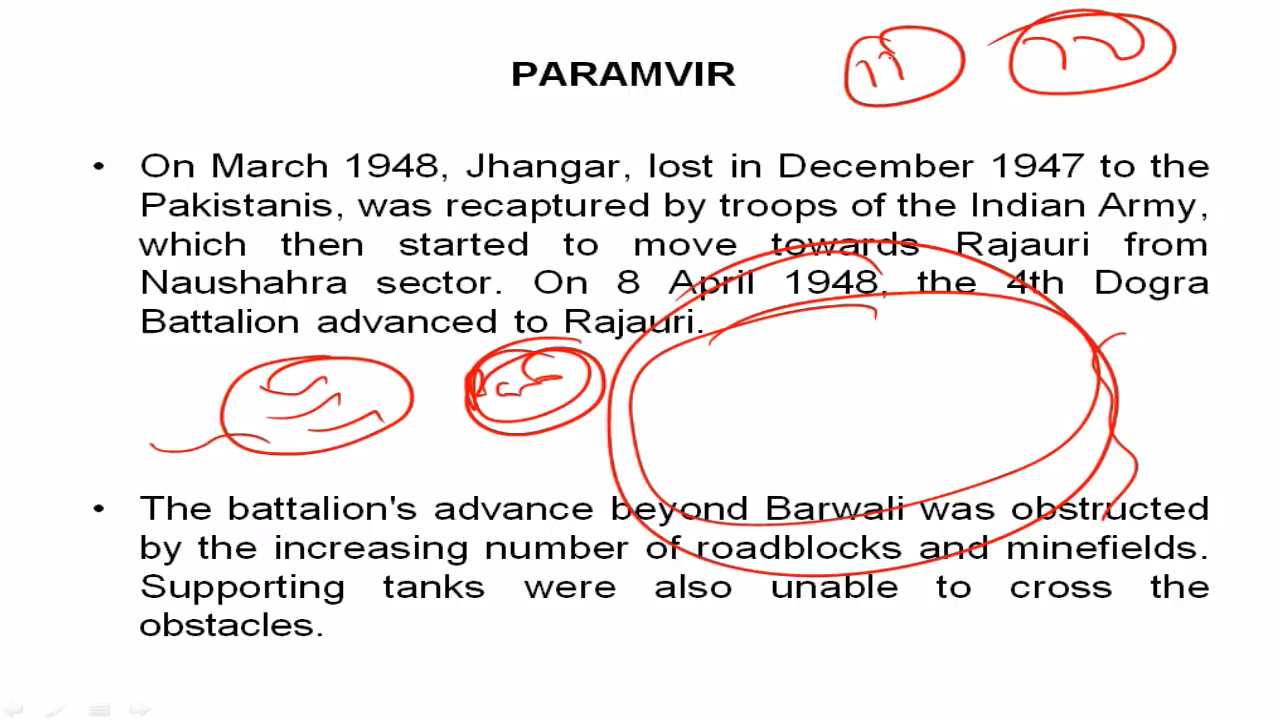 PARAMVIR
• On March 1948, Jhangar, lost in December 1947 to the
Pakistanis, was recaptured by troops of the Indian Army,
which then started to move towards Rajauri from
Naushahra sector. On 8 April 1948, the 4th Dogra
Battalion advanced to Rajauri.
• The battalion's advance beyond Barwali was obstructed
by the increasing number of roadblocks and minefields.
Supporting tanks were also unable to cross the
obstacles.